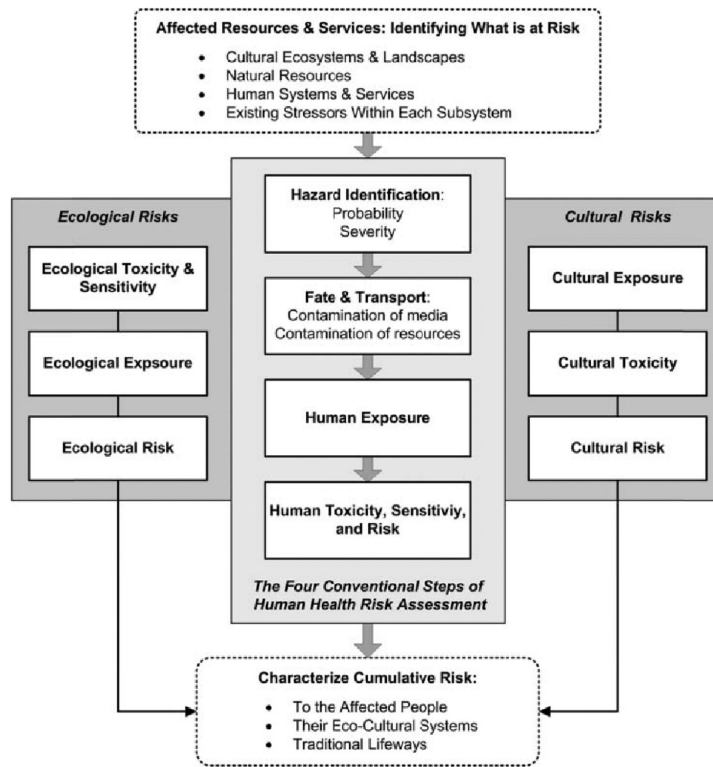 Affected Resources & Services: Identifying What is at Risk
• Cultural Ecosystems & Landscapes
• Natural Resources
• Human Systems & Services
• Existing Stressors Within Each Subsystem
Ecological Risks
Ecological Toxicity &
Sensitivity
Ecological Expsoure
Ecological Risk
Hazard Identification:
Probability
Severity
Fate & Transport:
Contamination of media
Contamination of resources
Human Exposure
Human Toxicity, Sensitiviy,
and Risk
The Four Conventional Steps of
Human Health Risk Assessment
Cultural Risks
Cultural Exposure
Cultural Toxicity
Cultural Risk
Characterize Cumulative Risk:
• To the Affected People
• Their Eco-Cultural Systems
• Traditional Lifeways